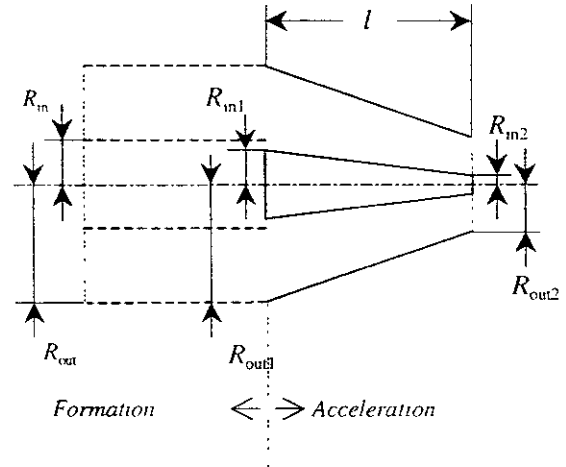 l
R_in
R_in1
R_in2
R_out2
R_out
R_out1
Formation
Acceleration